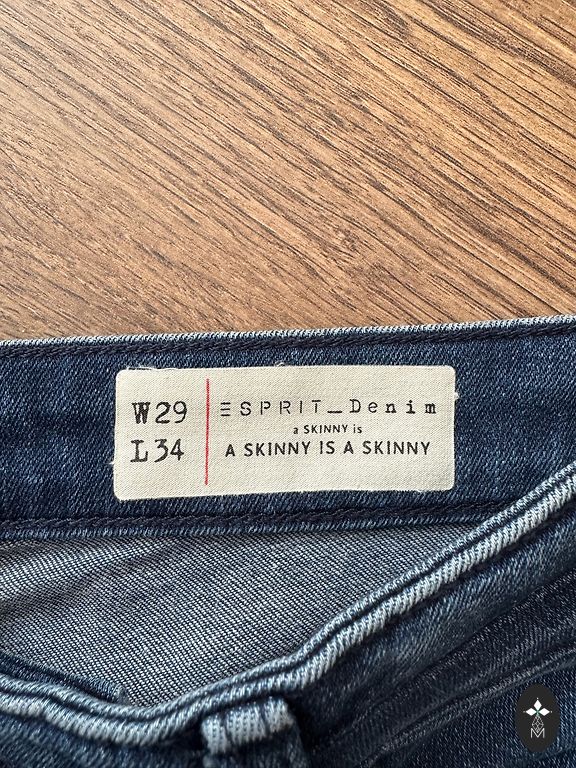 W29
L34
ESPRIT_Denim
a SKINNY is
A SKINNY IS A SKINNY
M